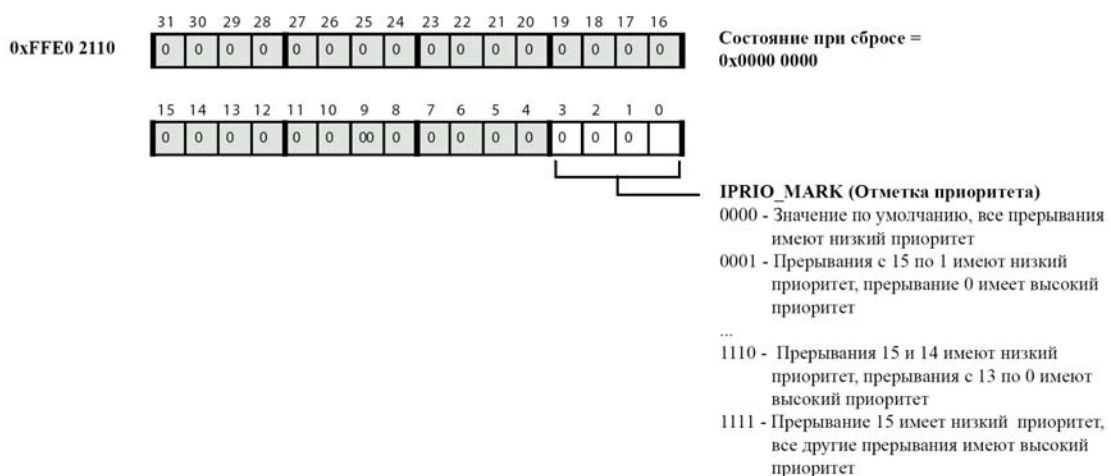 31 30 29 28 27 26 25 24 23 22 21 20 19 18 17 16
0xFFE0 2110
0 0 0 0 0 0 0 0 0 0 0 0 0 0 0 0
Состояние при сбросе =
0x0000 0000
15 14 13 12 11 10 9 8 7 6 5 4 3 2 1 0
0 0 0 0 0 0 00 0 0 0 0 0 0 0 0
IPRIO_MARK (Отметка приоритета)
0000 - Значение по умолчанию, все прерывания
имеют низкий приоритет
0001 - Прерывания с 15 по 1 имеют низкий
приоритет, прерывание 0 имеет высокий
приоритет
...
1110 - Прерывания 15 и 14 имеют низкий
приоритет, прерывания с 13 по 0 имеют
высокий приоритет
1111 - Прерывание 15 имеет низкий приоритет,
все другие прерывания имеют высокий
приоритет